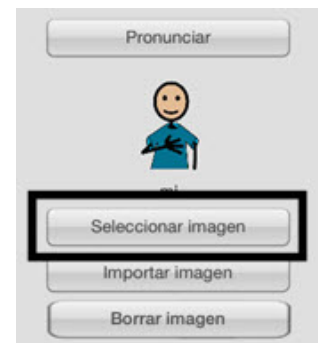 Pronunciar
mi
Seleccionar imagen
Importar imagen
Borrar imagen